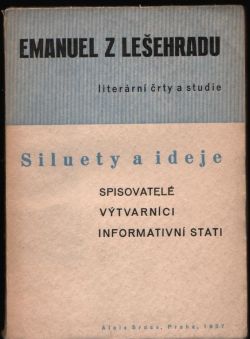 EMANUEL Z LEŠEHRADU
literární črty a studie
Siluety a ideje
SPISOVATELÉ
VÝTVARNÍCI
INFORMATIVNÍ STATI
Alois Srdce, Praha, 1937